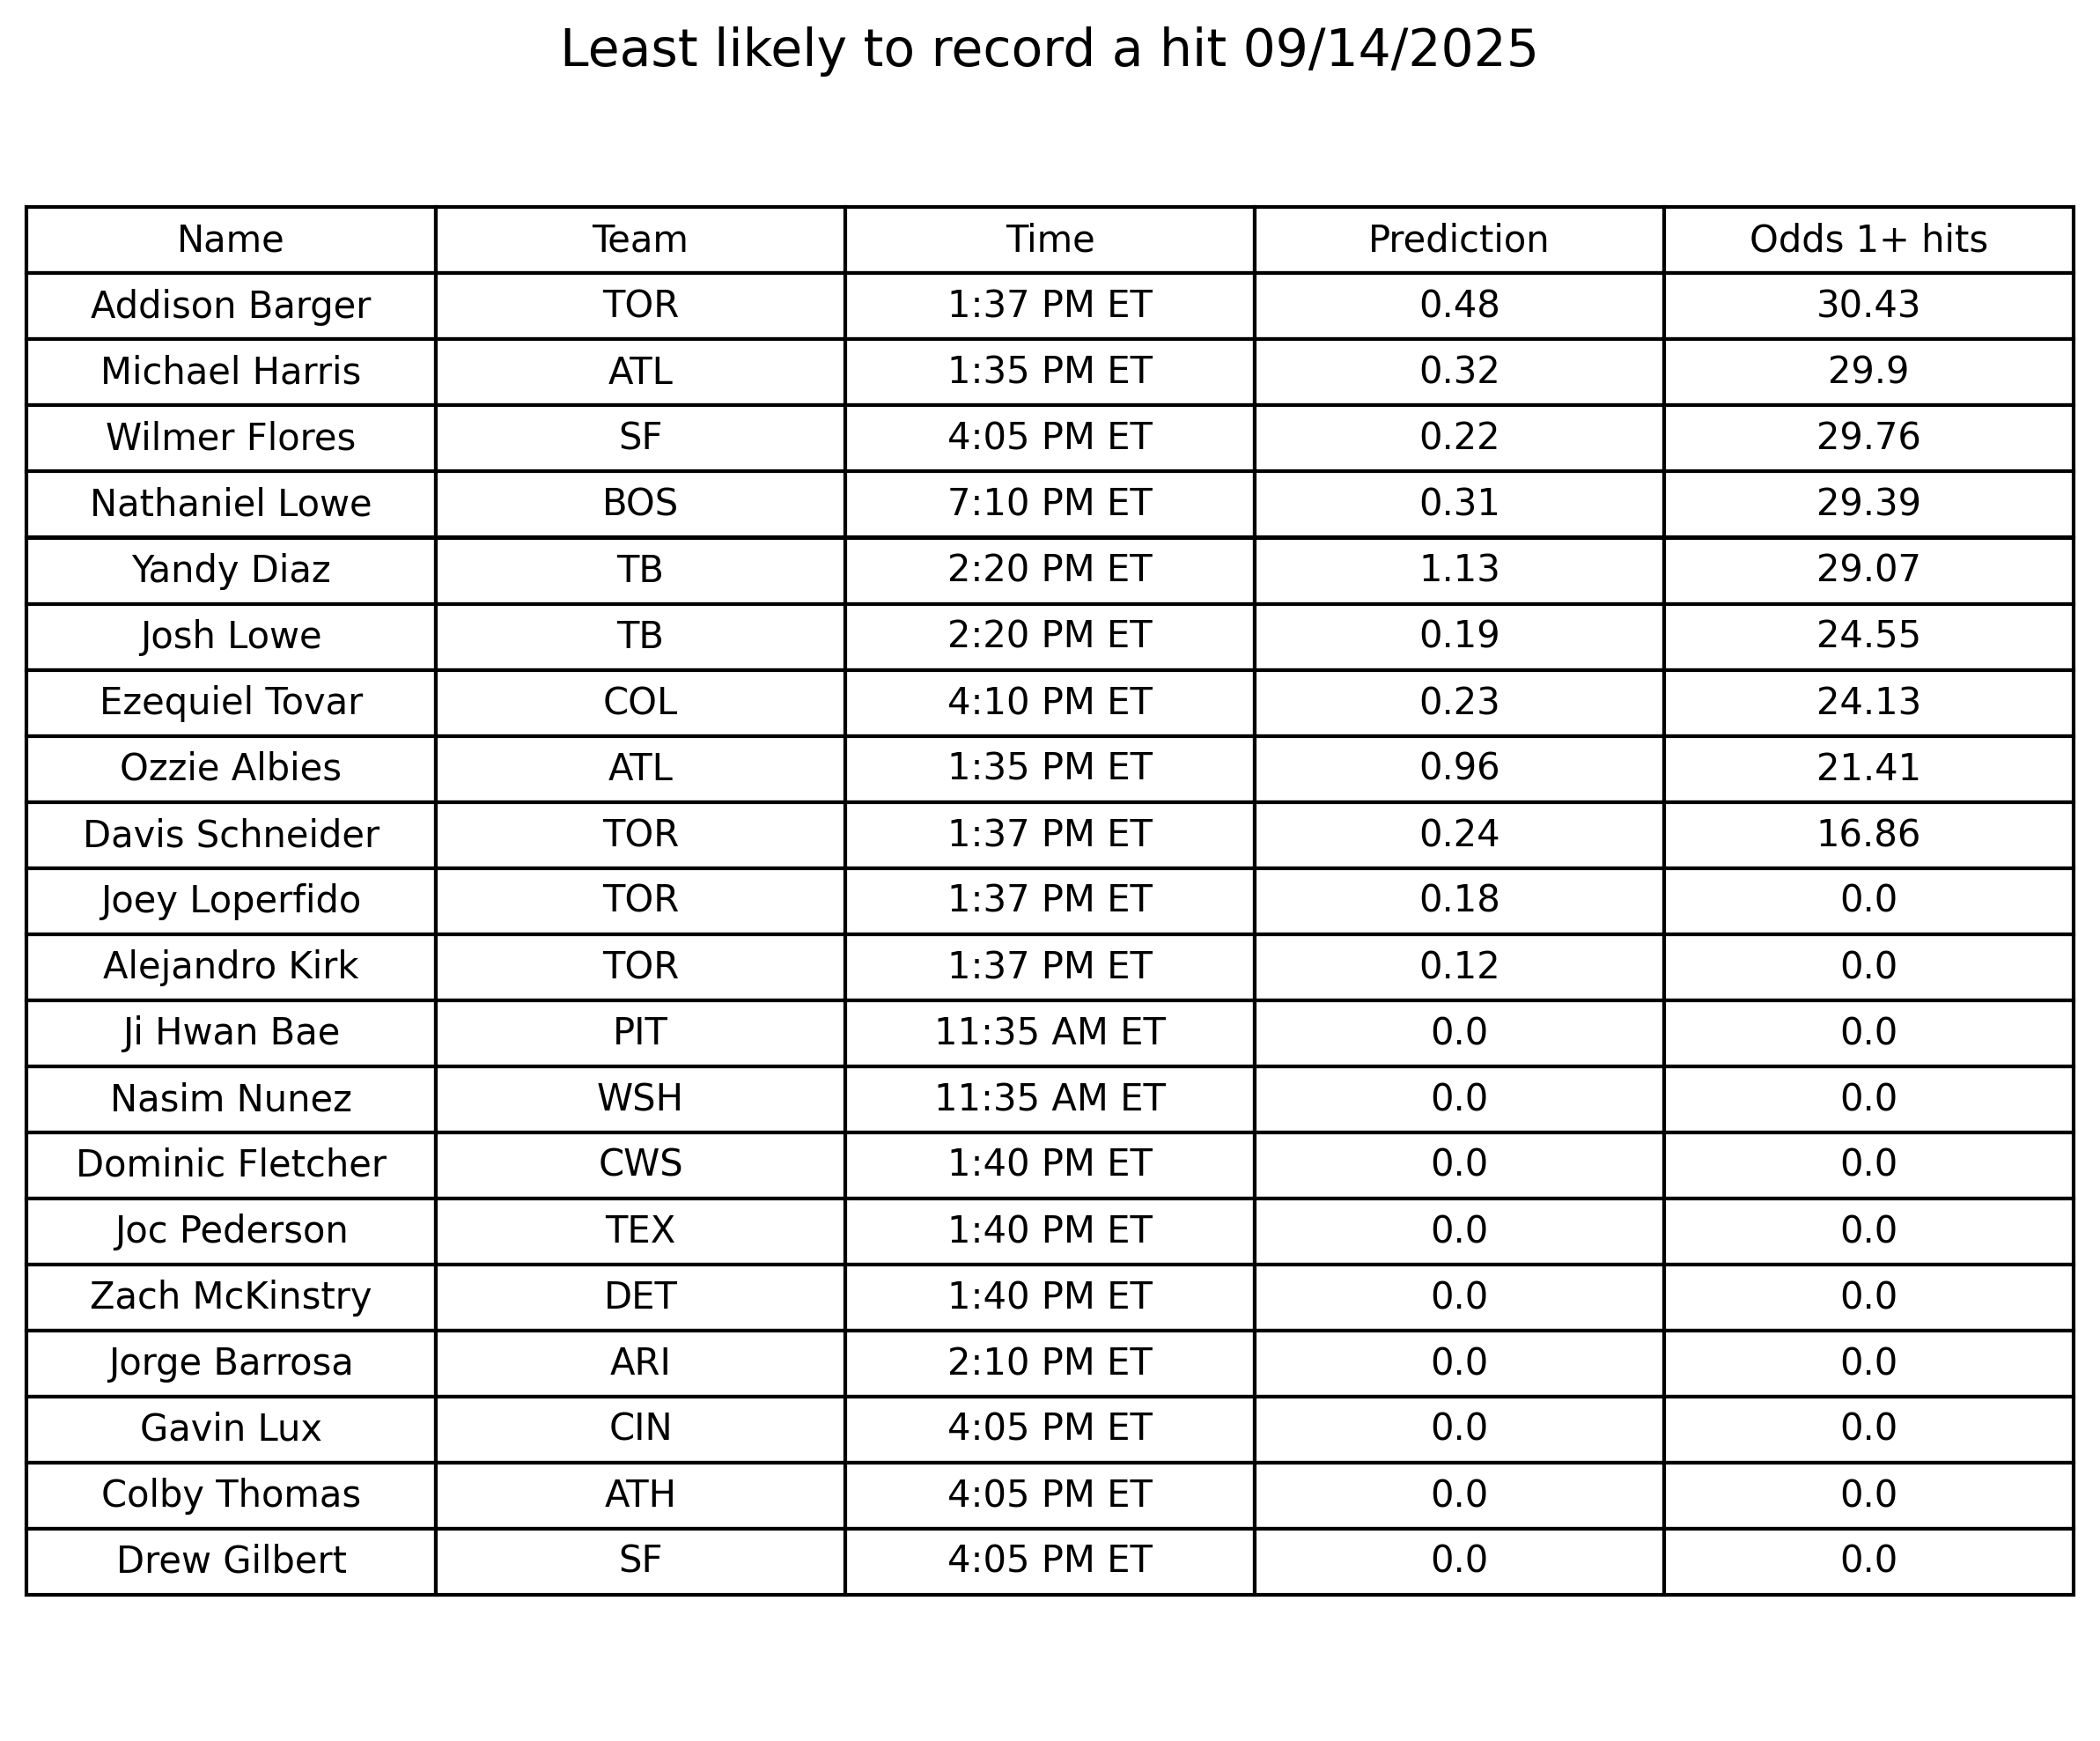 Least likely to record a hit 09/14/2025
Name Team Time Prediction Odds 1+ hits
Addison Barger TOR 1:37 PM ET 0.48 30.43
Michael Harris ATL 1:35 PM ET 0.32 29.9
Wilmer Flores SF 4:05 PM ET 0.22 29.76
Nathaniel Lowe BOS 7:10 PM ET 0.31 29.39
Yandy Diaz TB 2:20 PM ET 1.13 29.07
Josh Lowe TB 2:20 PM ET 0.19 24.55
Ezequiel Tovar COL 4:10 PM ET 0.23 24.13
Ozzie Albies ATL 1:35 PM ET 0.96 21.41
Davis Schneider TOR 1:37 PM ET 0.24 16.86
Joey Loperfido TOR 1:37 PM ET 0.18 0.0
Alejandro Kirk TOR 1:37 PM ET 0.12 0.0
Ji Hwan Bae PIT 11:35 AM ET 0.0 0.0
Nasim Nunez WSH 11:35 AM ET 0.0 0.0
Dominic Fletcher CWS 1:40 PM ET 0.0 0.0
Joc Pederson TEX 1:40 PM ET 0.0 0.0
Zach McKinstry DET 1:40 PM ET 0.0 0.0
Jorge Barrosa ARI 2:10 PM ET 0.0 0.0
Gavin Lux CIN 4:05 PM ET 0.0 0.0
Colby Thomas ATH 4:05 PM ET 0.0 0.0
Drew Gilbert SF 4:05 PM ET 0.0 0.0